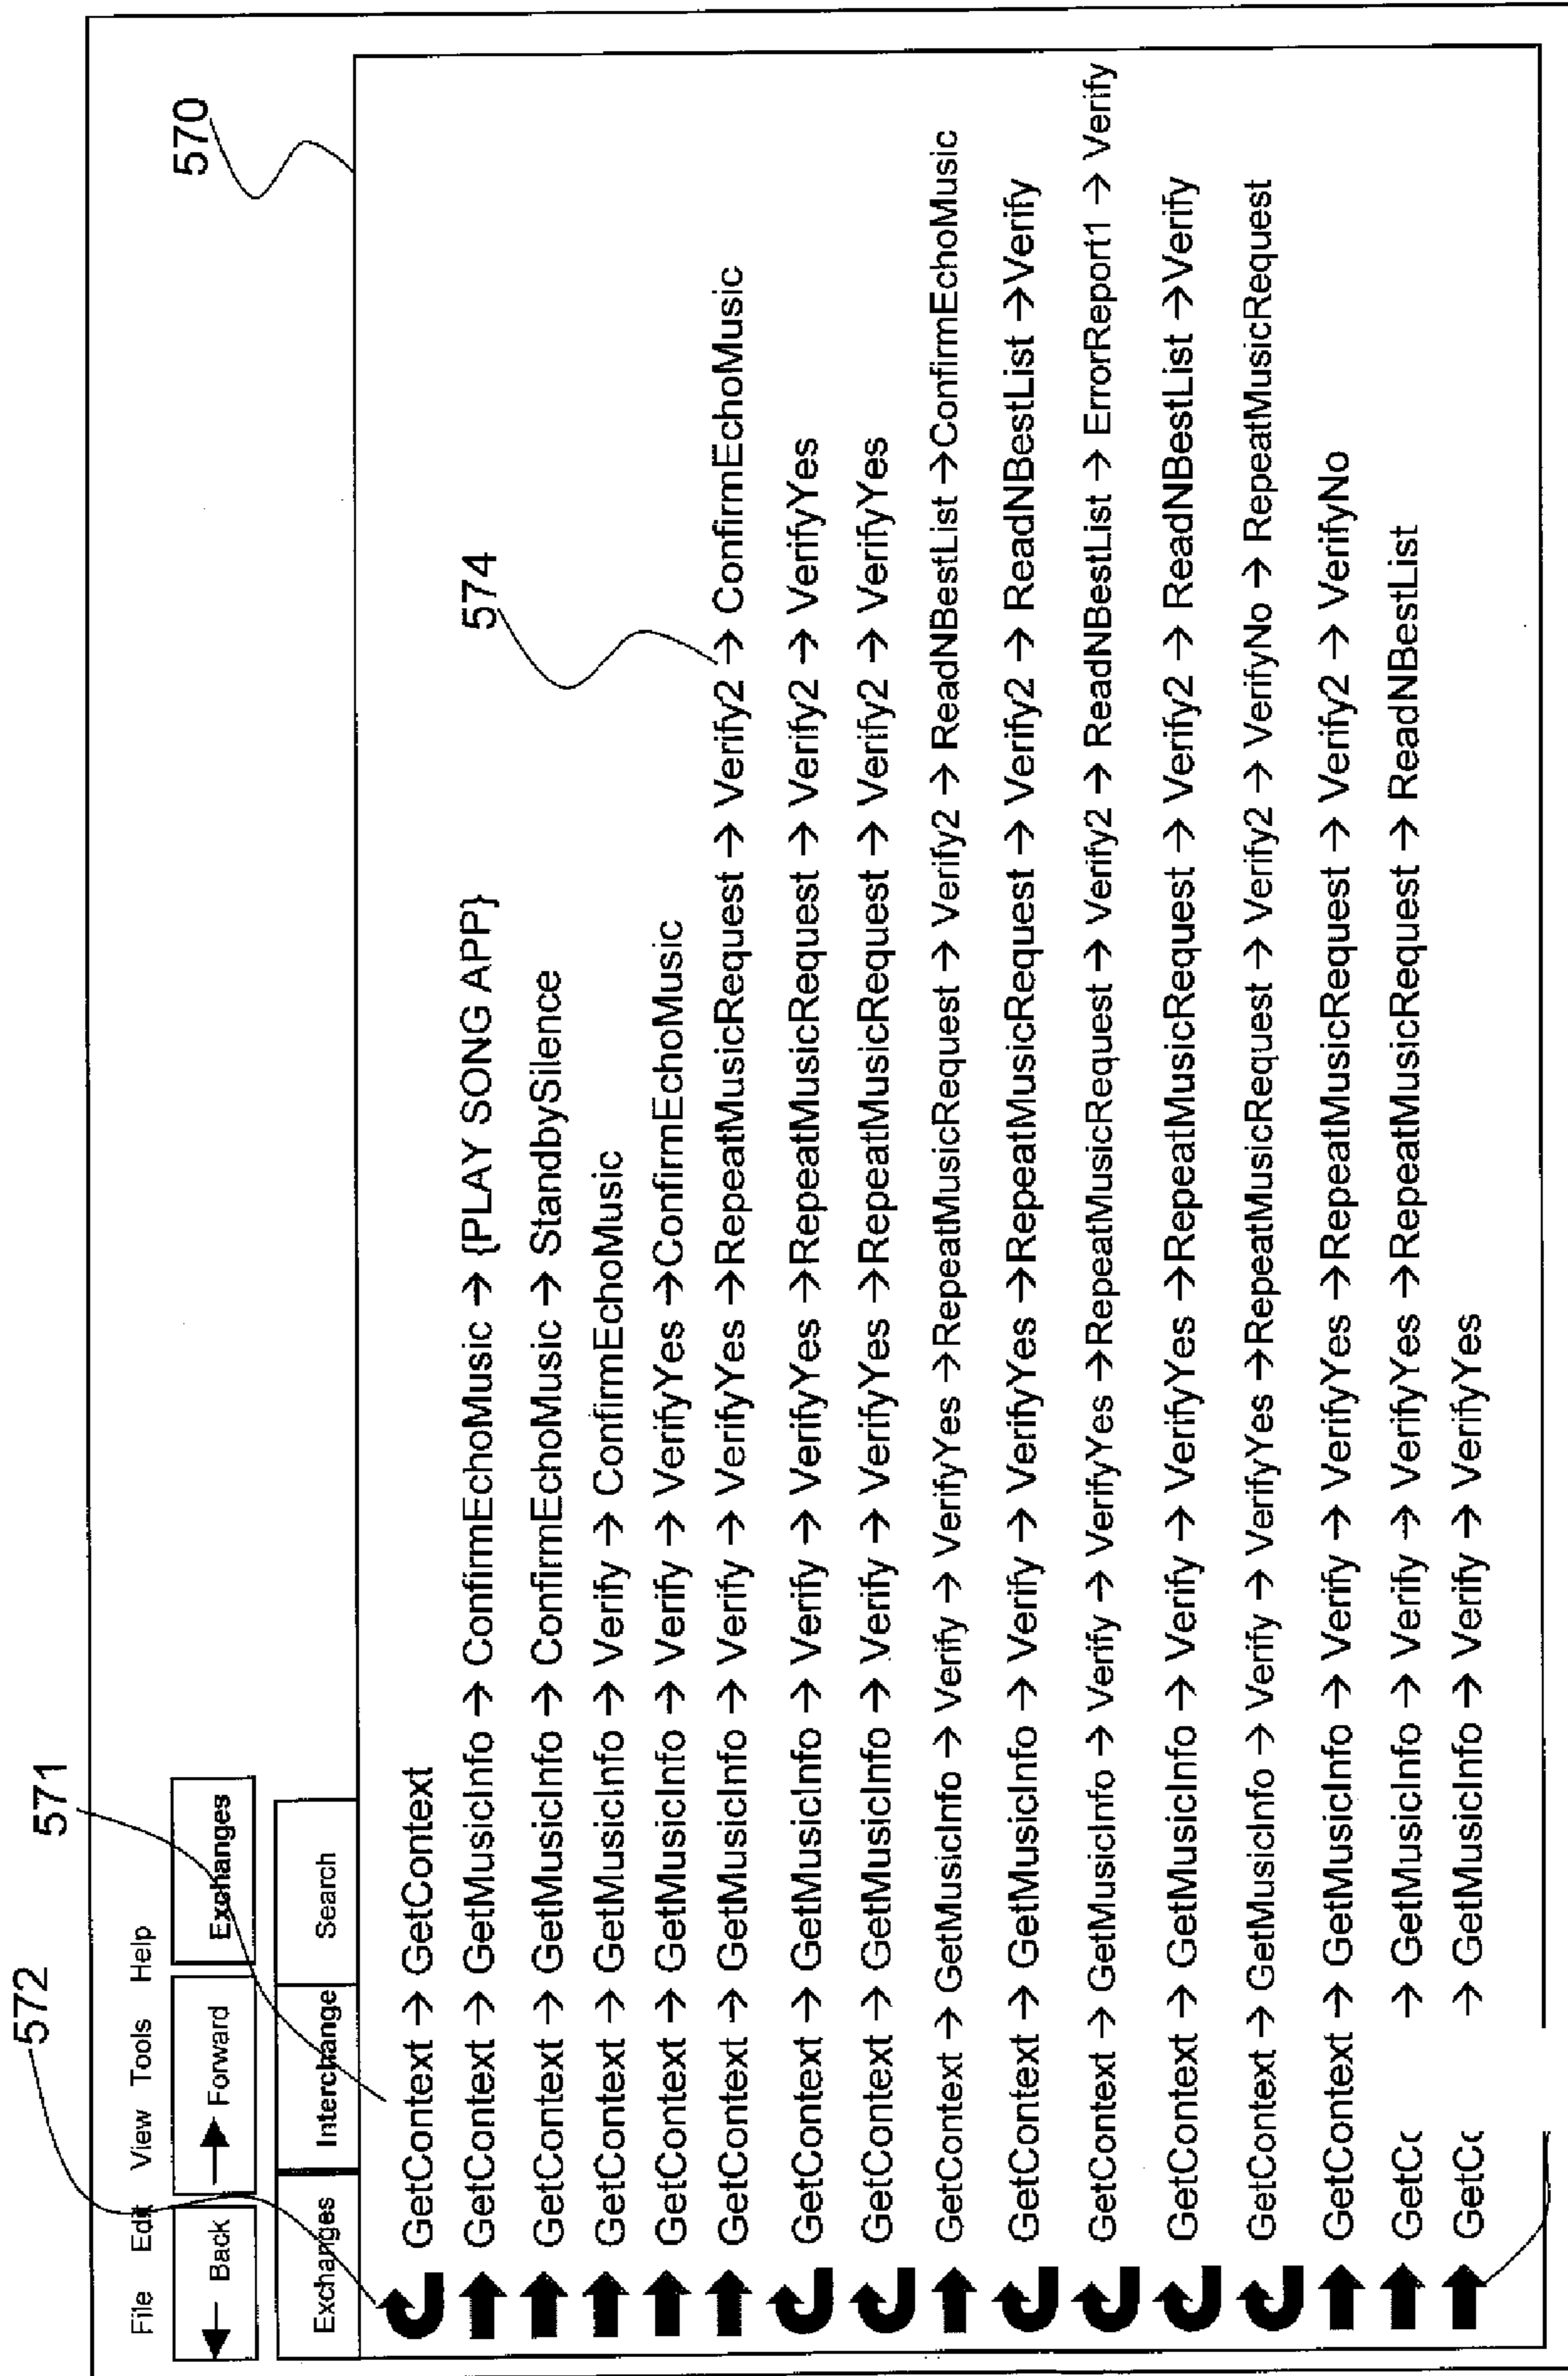 572
571
570
File Edit View Tools Help
← Back → Forward Exchanges
Exchanges Interchange Search
GetContext → GetContext
GetContext → GetMusicInfo → ConfirmEchoMusic → {PLAY SONG APP}
GetContext → GetMusicInfo → ConfirmEchoMusic → StandbySilence
GetContext → GetMusicInfo → Verify → ConfirmEchoMusic
GetContext → GetMusicInfo → Verify → VerifyYes →ConfirmEchoMusic
574
GetContext → GetMusicInfo → Verify → VerifyYes →RepeatMusicRequest → Verify2 → ConfirmEchoMusic
GetContext → GetMusicInfo → Verify → VerifyYes →RepeatMusicRequest → Verify2 → VerifyYes
GetContext → GetMusicInfo → Verify → VerifyYes →RepeatMusicRequest → Verify2 → VerifyYes
GetContext → GetMusicInfo → Verify → VerifyYes →RepeatMusicRequest → Verify2 → ReadNBestList →ConfirmEchoMusic
GetContext → GetMusicInfo → Verify → VerifyYes →RepeatMusicRequest → Verify2 → ReadNBestList →Verify
GetContext → GetMusicInfo → Verify → VerifyYes →RepeatMusicRequest → Verify2 → ReadNBestList → ErrorReport1 → Verify
GetContext → GetMusicInfo → Verify → VerifyYes →RepeatMusicRequest → Verify2 → ReadNBestList →Verify
GetContext → GetMusicInfo → Verify → VerifyYes →RepeatMusicRequest → Verify2 → VerifyNo → RepeatMusicRequest
GetContext → GetMusicInfo → Verify → VerifyYes →RepeatMusicRequest → Verify2 → VerifyNo
GetCo → GetMusicInfo → Verify → VerifyYes →RepeatMusicRequest → ReadNBestList
GetCo → GetMusicInfo → Verify → VerifyYes